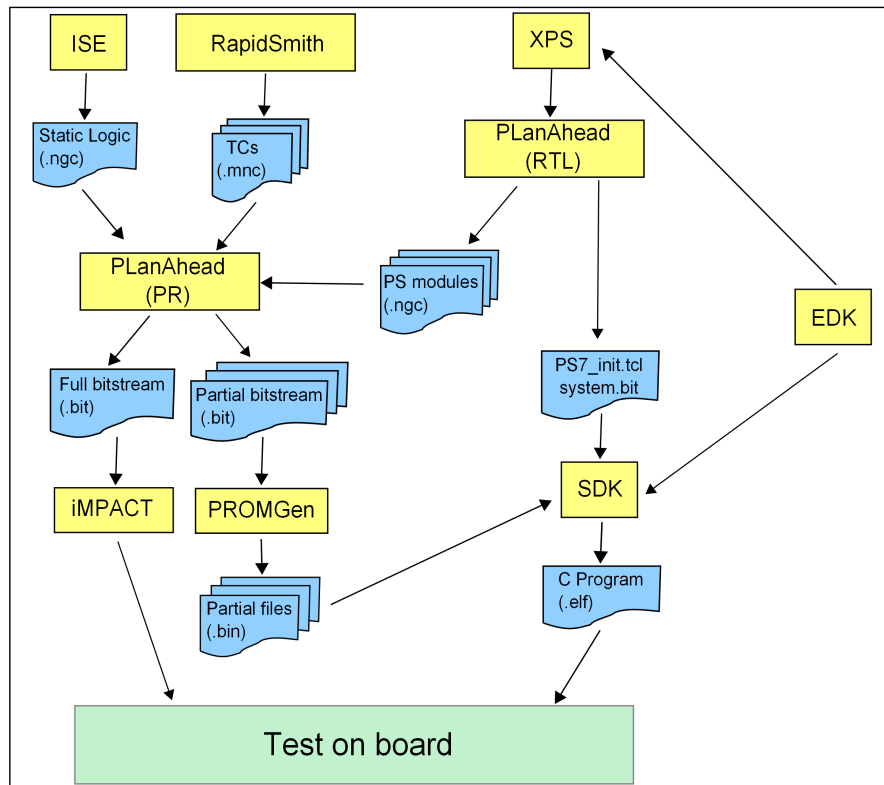 ISE
RapidSmith
XPS
Static Logic
(.ngc)
TCs
(.mnc)
PLanAhead
(RTL)
PLanAhead
(PR)
PS modules
(.ngc)
EDK
Full bitstream
(.bit)
Partial bitstream
(.bit)
PS7_init.tcl
system.bit
iMPACT
PROMGen
SDK
Partial files
(.bin)
C Program
(.elf)
Test on board